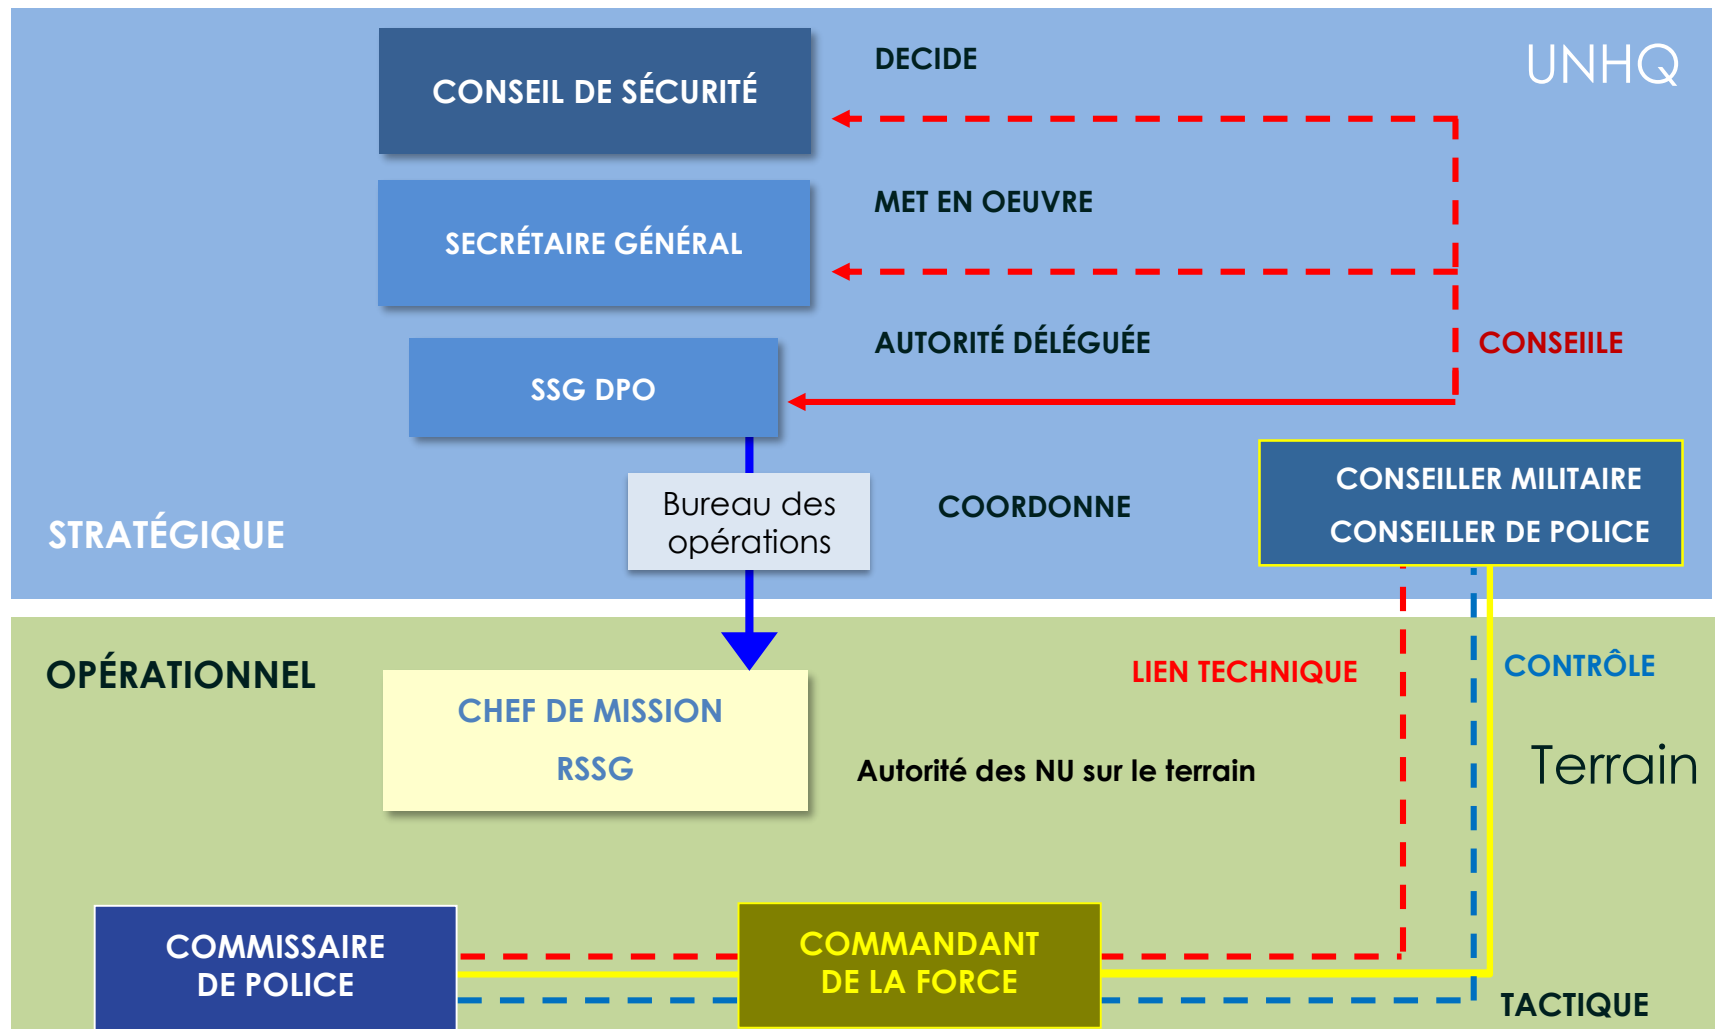 UNHQ
CONSEIL DE SÉCURITÉ
DECIDE
SECRÉTAIRE GÉNÉRAL
MET EN OEUVRE
SSG DPO
AUTORITÉ DÉLÉGUÉE
CONSEIILE
Bureau des
opérations
COORDONNE
CONSEILLER MILITAIRE
CONSEILLER DE POLICE
STRATÉGIQUE
OPÉRATIONNEL
LIEN TECHNIQUE
CONTRÔLE
CHEF DE MISSION
RSSG
Autorité des NU sur le terrain
Terrain
COMMISSAIRE
DE POLICE
COMMANDANT
DE LA FORCE
TACTIQUE